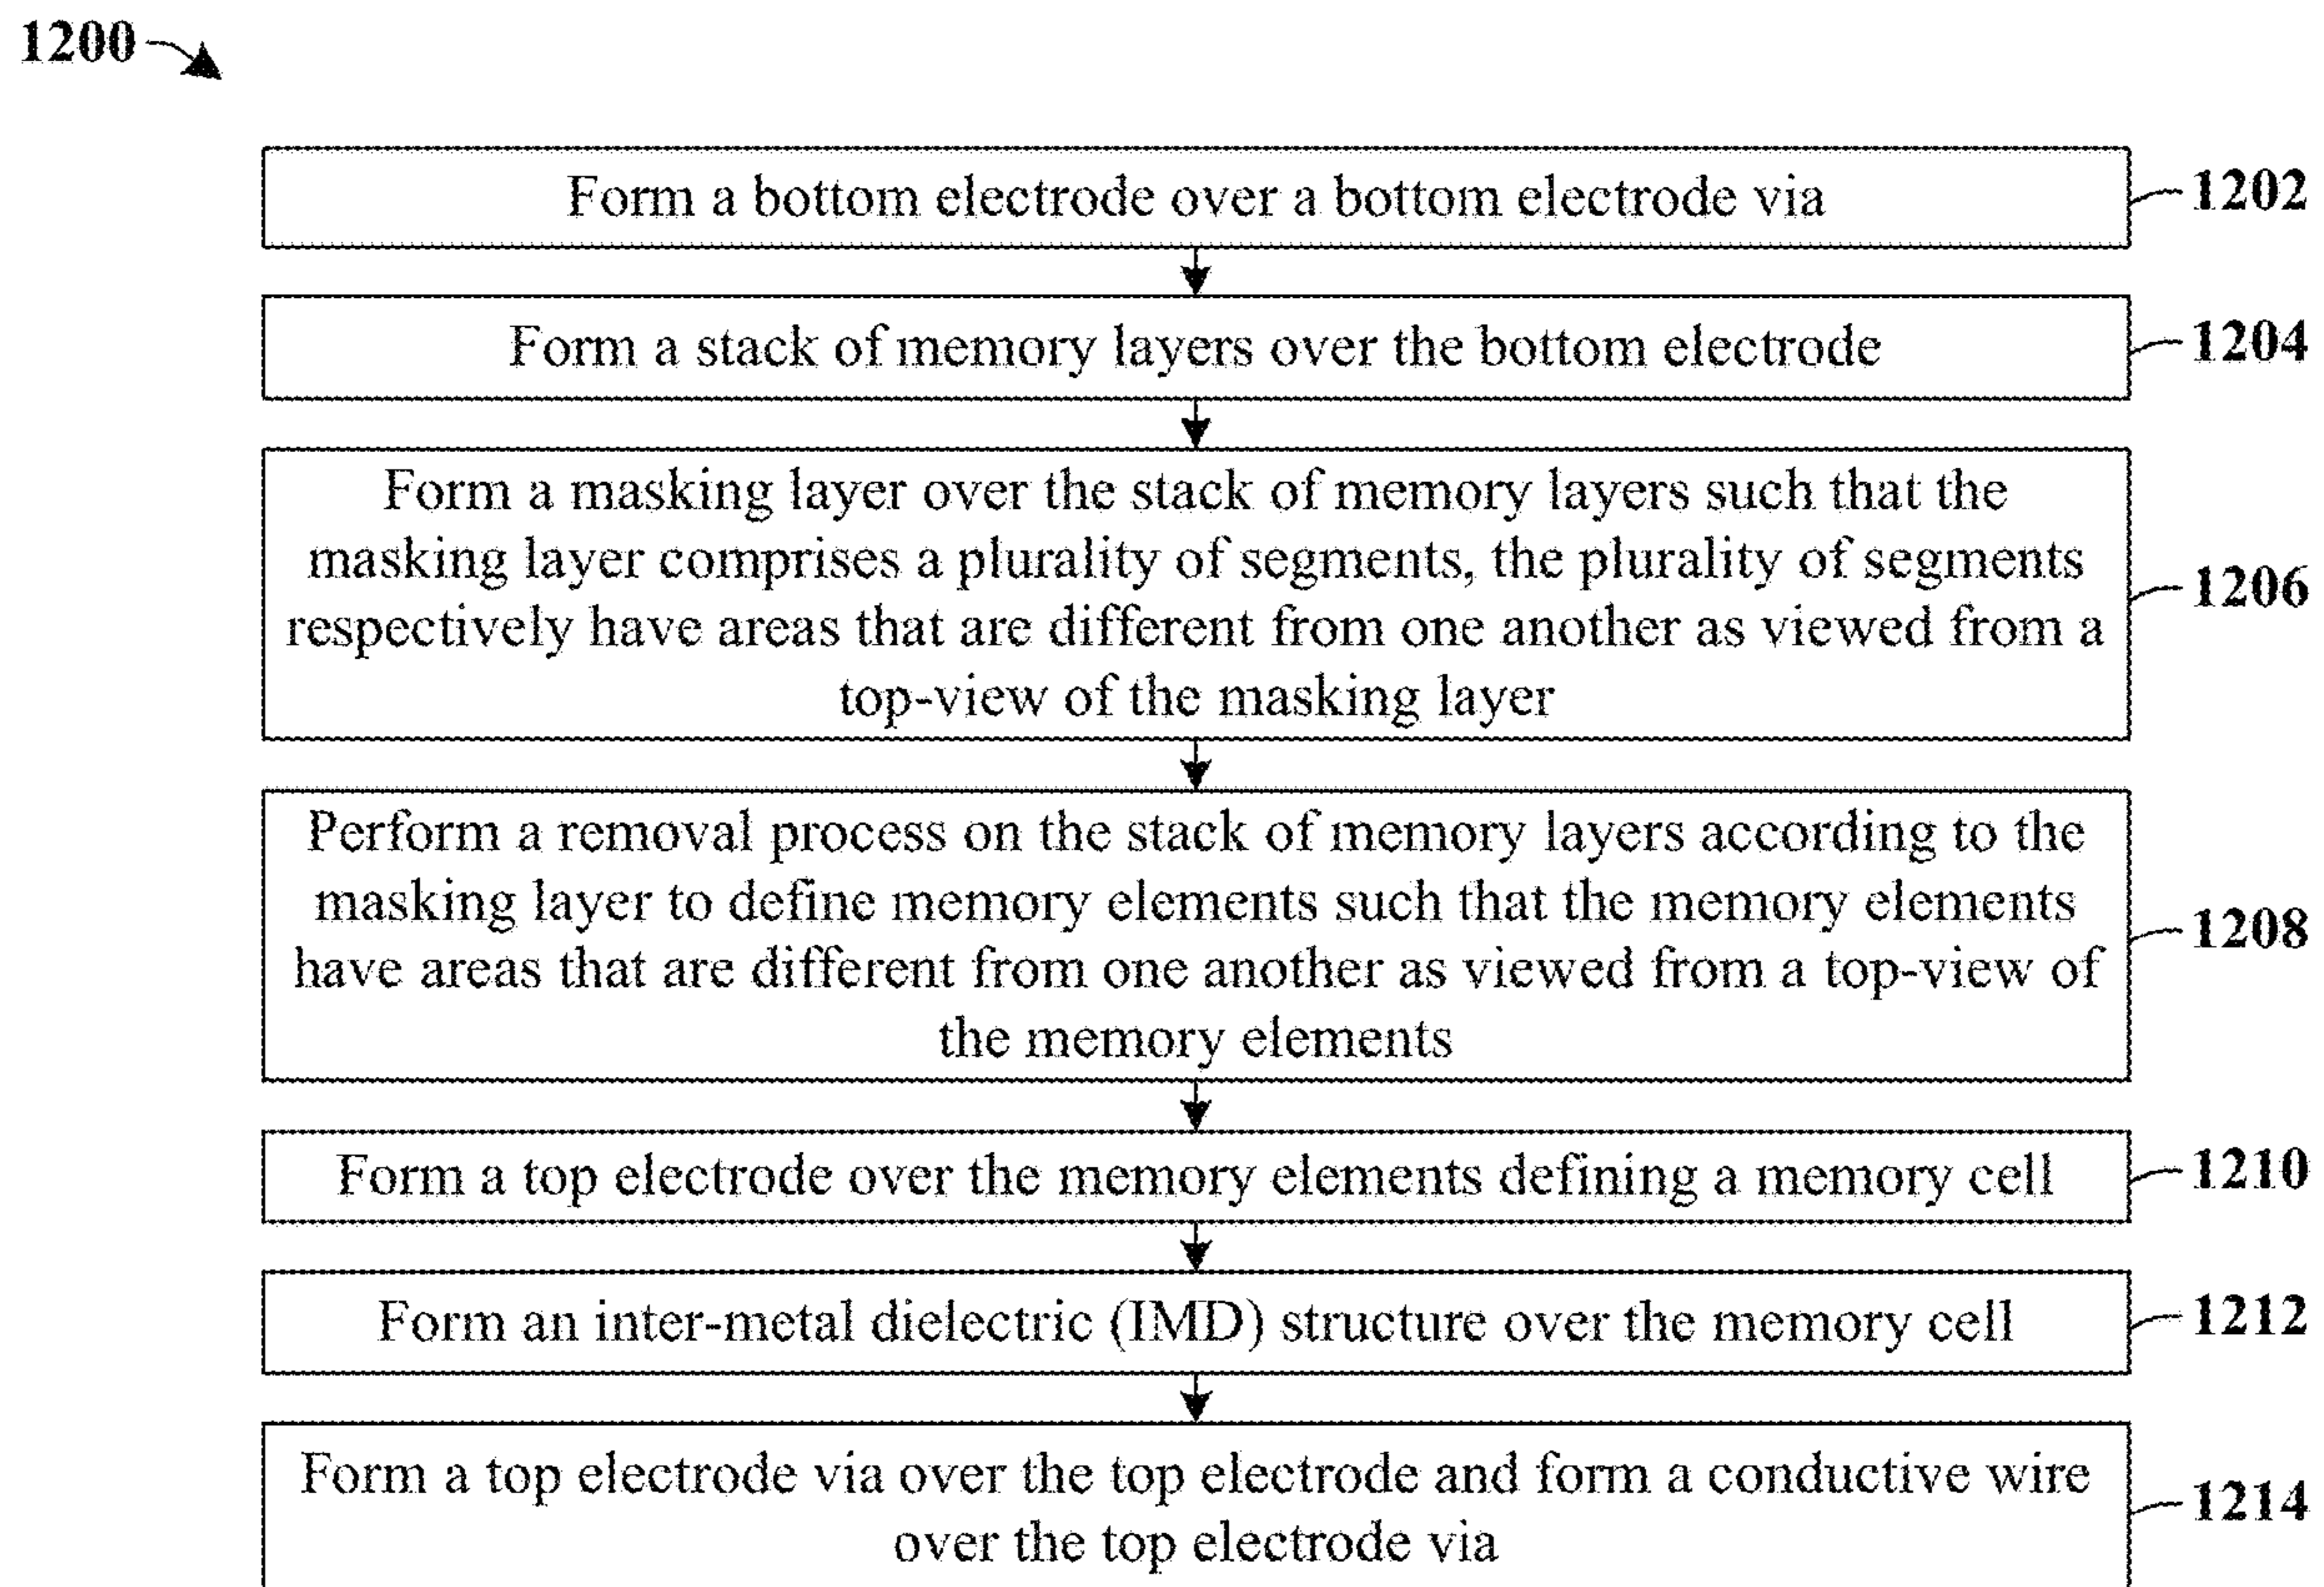 1200
Form a bottom electrode over a bottom electrode via
1202
Form a stack of memory layers over the bottom electrode
1204
Form a masking layer over the stack of memory layers such that the
masking layer comprises a plurality of segments, the plurality of segments
respectively have areas that are different from one another as viewed from a
top-view of the masking layer
1206
Perform a removal process on the stack of memory layers according to the
masking layer to define memory elements such that the memory elements
have areas that are different from one another as viewed from a top-view of
the memory elements
1208
Form a top electrode over the memory elements defining a memory cell
1210
Form an inter-metal dielectric (IMD) structure over the memory cell
1212
Form a top electrode via over the top electrode and form a conductive wire
over the top electrode via
1214